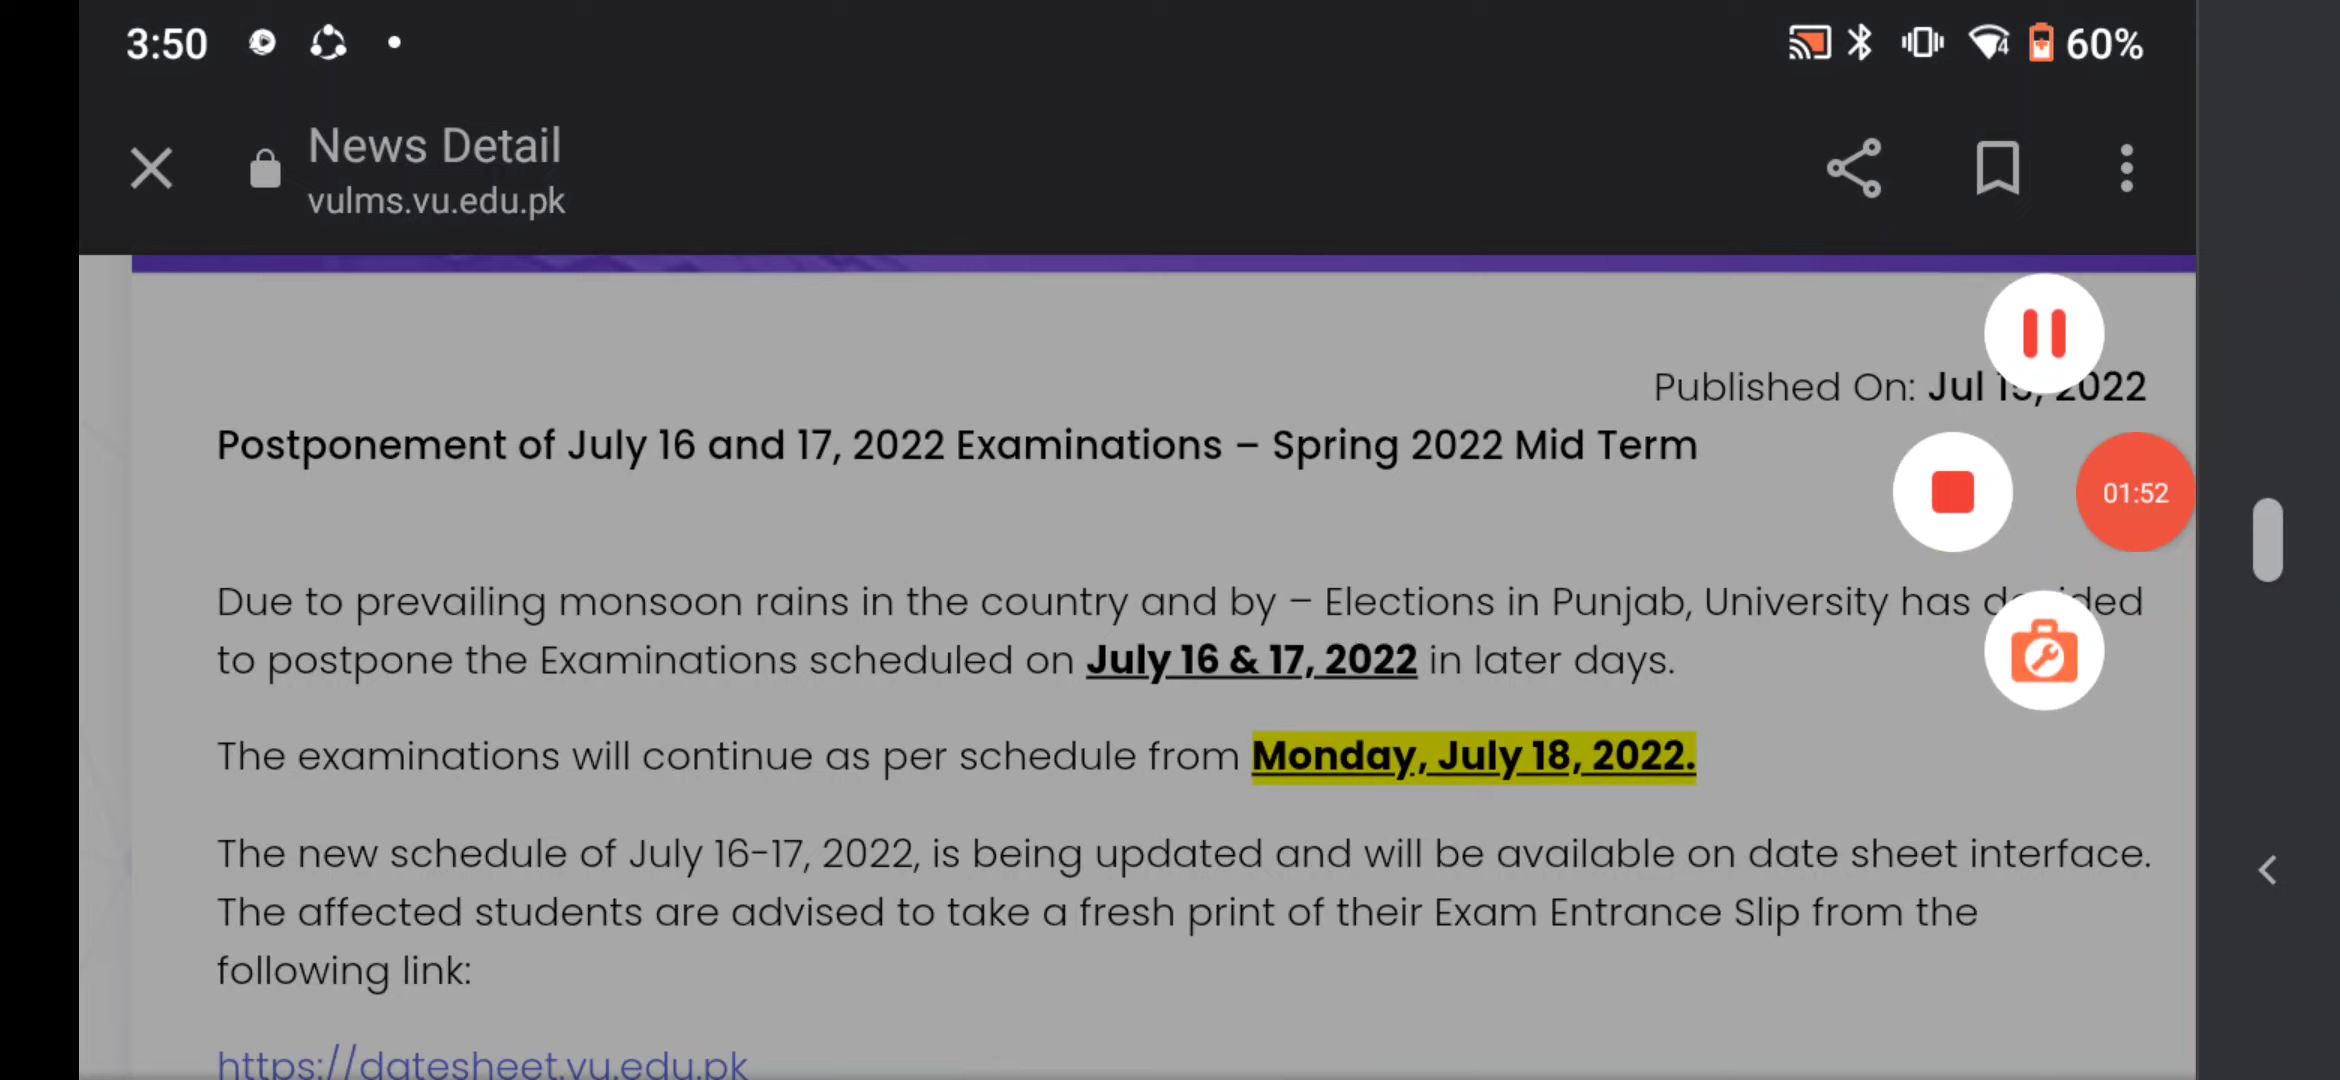 3:50
60%
News Detail
vulms.vu.edu.pk
Published On: Jul 2022
Postponement of July 16 and 17, 2022 Examinations – Spring 2022 Mid Term
01:52
Due to prevailing monsoon rains in the country and by – Elections in Punjab, University has
to postpone the Examinations scheduled on July 16 & 17, 2022 in later days.
The examinations will continue as per schedule from Monday, July 18, 2022.
The new schedule of July 16-17, 2022, is being updated and will be available on date sheet interface.
The affected students are advised to take a fresh print of their Exam Entrance Slip from the
following link:
https://datesheet.vu.edu.pk